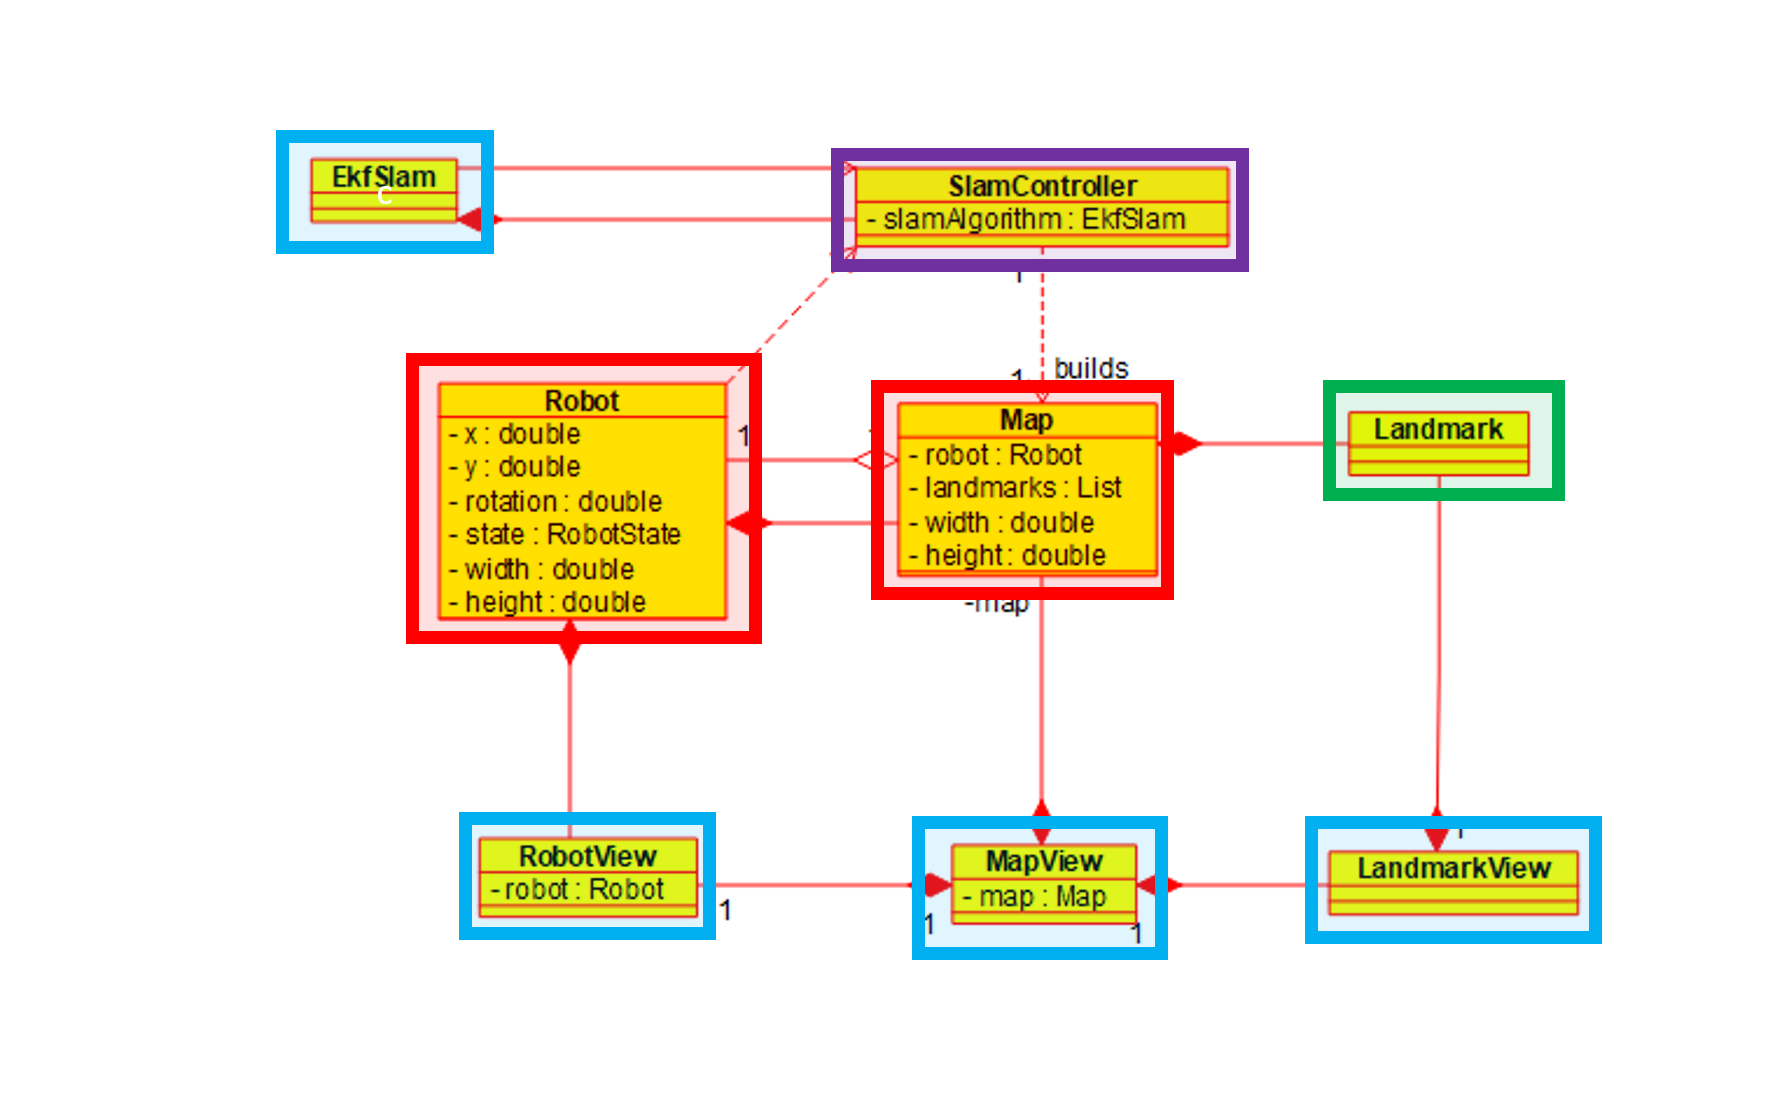 EkfSlam
C
SlamController
- slamAlgorithm : EkfSlam
1
builds
1
Robot
- x : double
- y : double
- rotation : double
- state : RobotState
- width : double
- height : double
1
Map
- robot : Robot
- landmarks : List
- width : double
- height : double
Landmark
-map
RobotView
- robot : Robot
1
MapView
- map : Map
1
1
LandmarkView
1